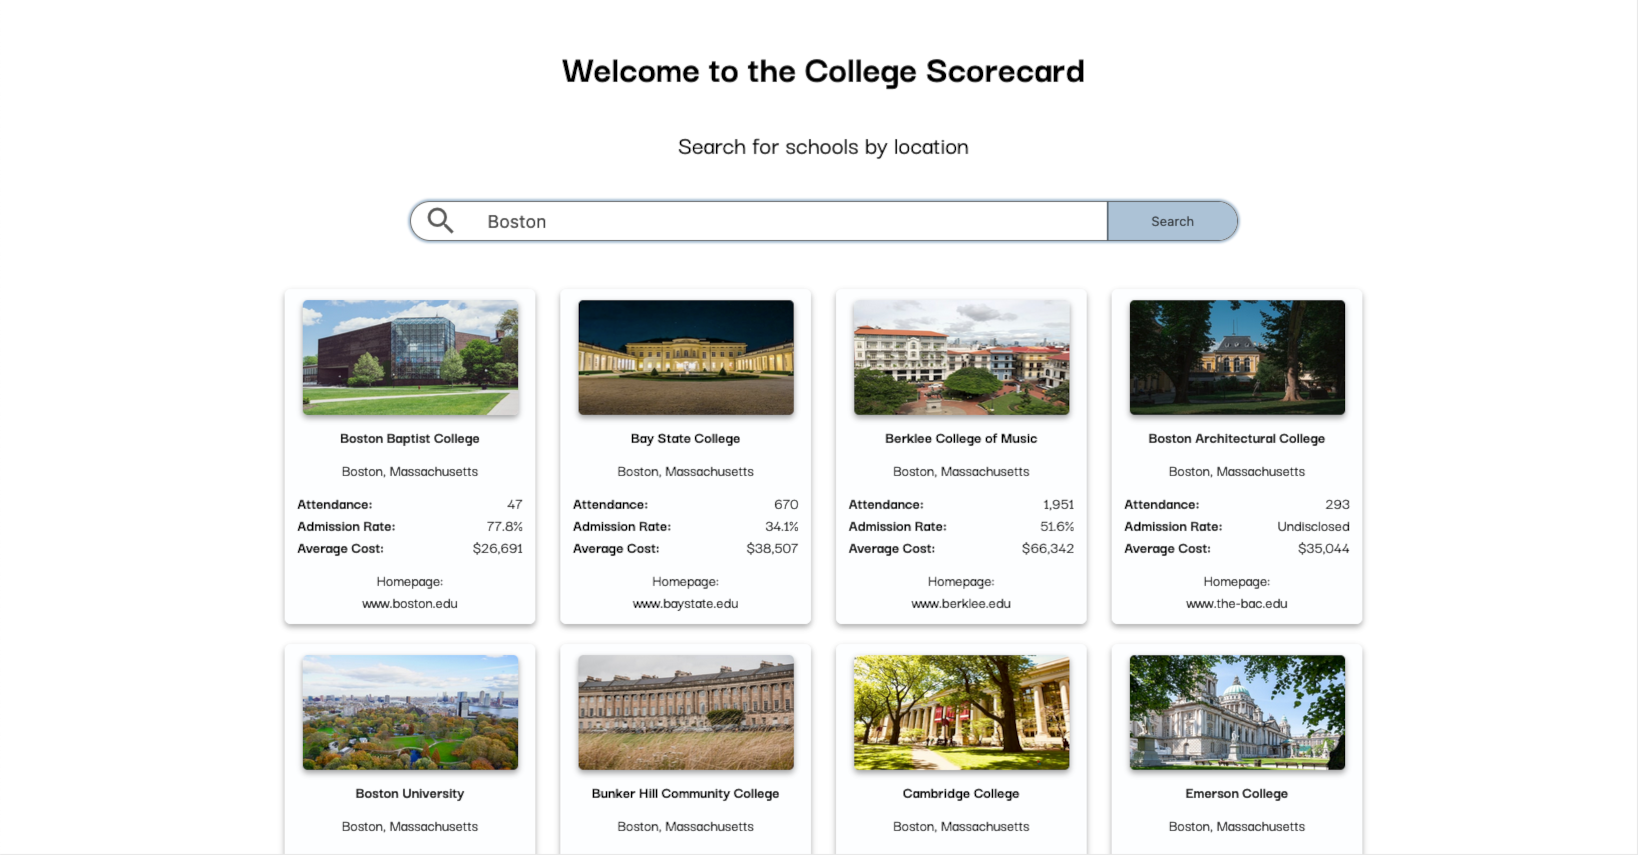 Welcome to the College Scorecard
Search for schools by location
Boston
Search
Boston Baptist College
Boston, Massachusetts
Attendance: 47
Admission Rate: 77.8%
Average Cost: $26,691
Homepage:
www.boston.edu
Bay State College
Boston, Massachusetts
Attendance: 670
Admission Rate: 34.1%
Average Cost: $38,507
Homepage:
www.baystate.edu
Berklee College of Music
Boston, Massachusetts
Attendance: 1,951
Admission Rate: 51.6%
Average Cost: $66,342
Homepage:
www.berklee.edu
Boston Architectural College
Boston, Massachusetts
Attendance: 293
Admission Rate: Undisclosed
Average Cost: $35,044
Homepage:
www.the-bac.edu
Boston University
Boston, Massachusetts
Bunker Hill Community College
Boston, Massachusetts
Cambridge College
Boston, Massachusetts
Emerson College
Boston, Massachusetts